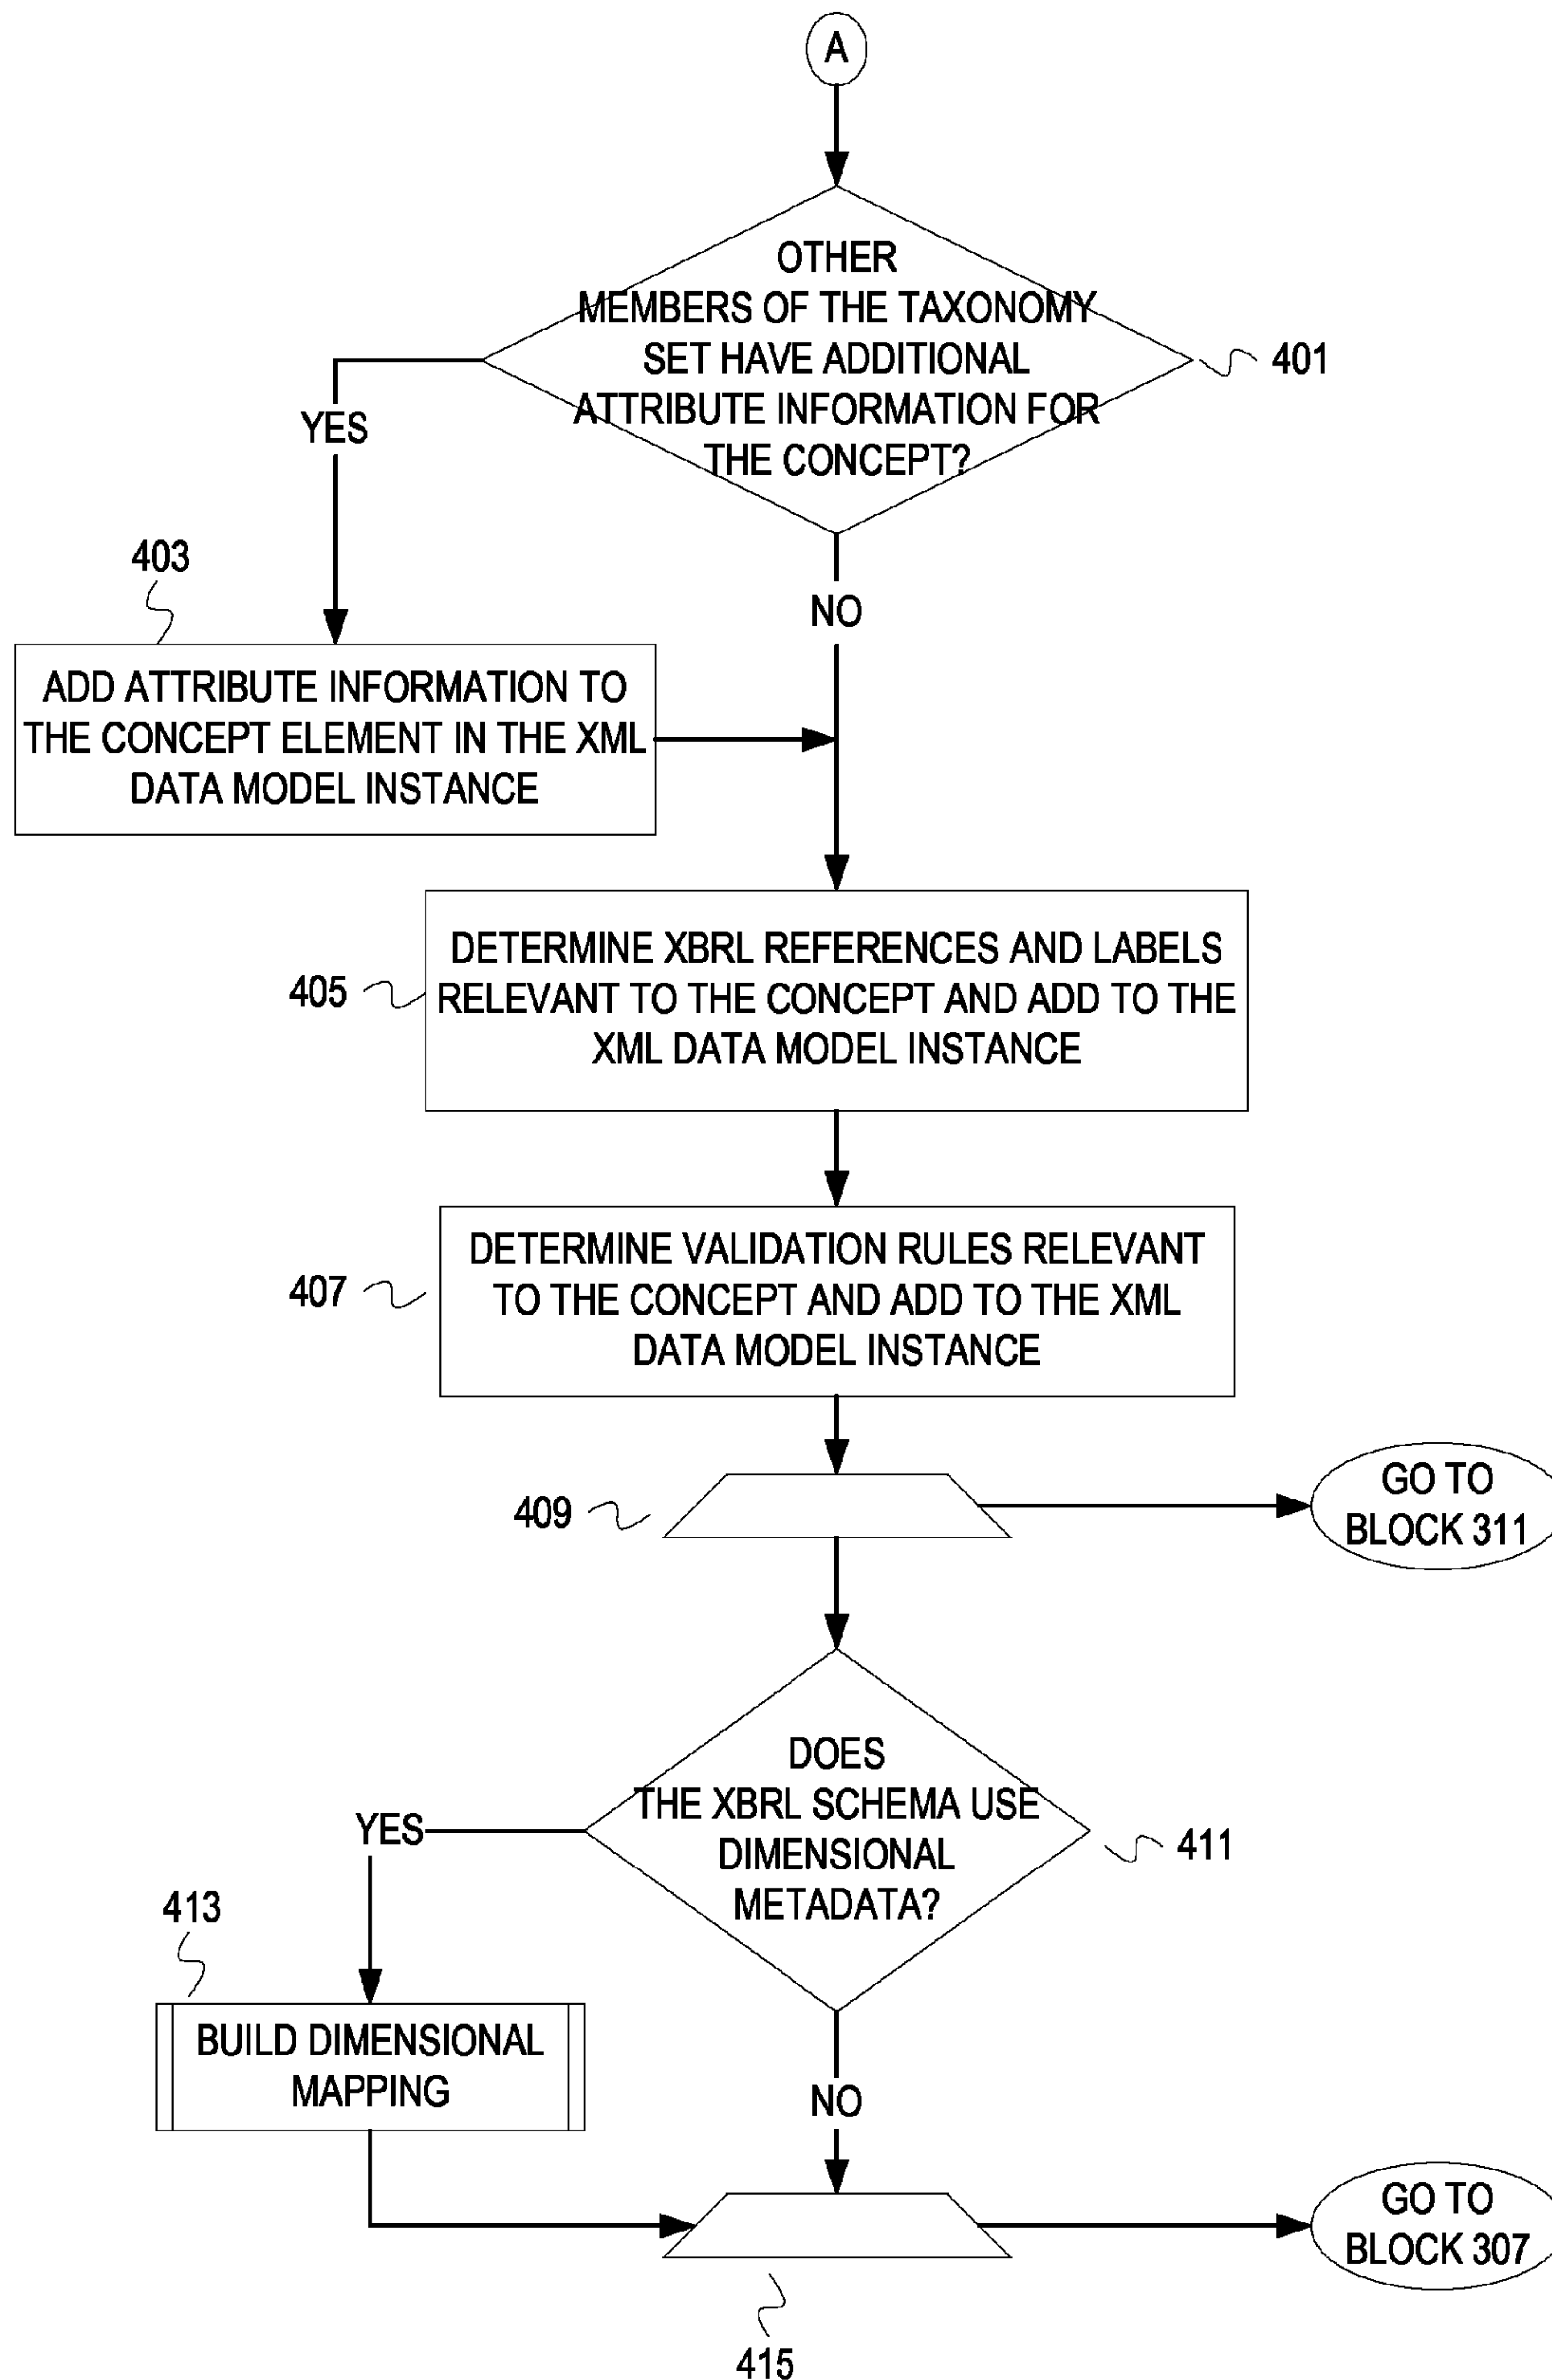 A
OTHER
MEMBERS OF THE TAXONOMY
SET HAVE ADDITIONAL
ATTRIBUTE INFORMATION FOR
THE CONCEPT?
401
YES
NO
403
ADD ATTRIBUTE INFORMATION TO
THE CONCEPT ELEMENT IN THE XML
DATA MODEL INSTANCE
405
DETERMINE XBRL REFERENCES AND LABELS
RELEVANT TO THE CONCEPT AND ADD TO THE
XML DATA MODEL INSTANCE
407
DETERMINE VALIDATION RULES RELEVANT
TO THE CONCEPT AND ADD TO THE XML
DATA MODEL INSTANCE
409
GO TO
BLOCK 311
DOES
THE XBRL SCHEMA USE
DIMENSIONAL
METADATA?
411
YES
413
BUILD DIMENSIONAL
MAPPING
NO
GO TO
BLOCK 307
415